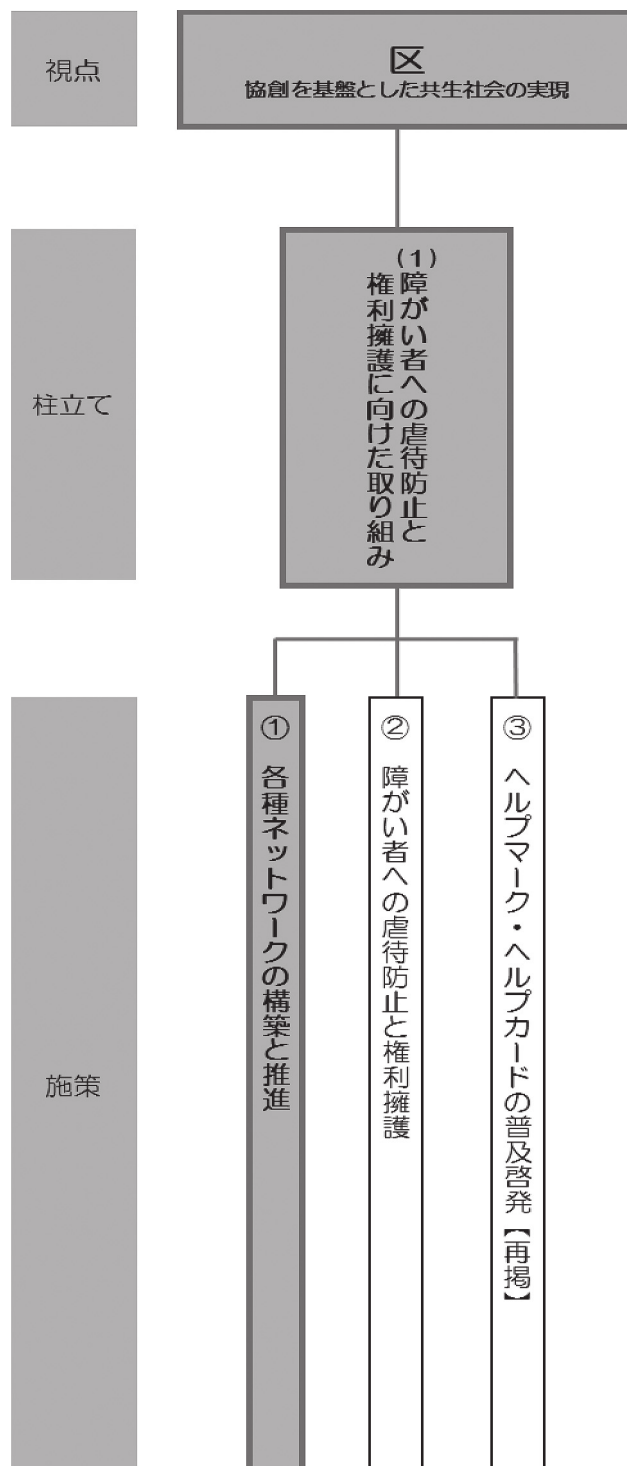 視点
区
協創を基盤とした共生社会の実現
柱立て
(1)障がい者への虐待防止と
権利擁護に向けた取り組み
施策
① 各種ネットワークの構築と推進
② 障がい者への虐待防止と権利擁護
③ ヘルプマーク・ヘルプカードの普及啓発【再掲】